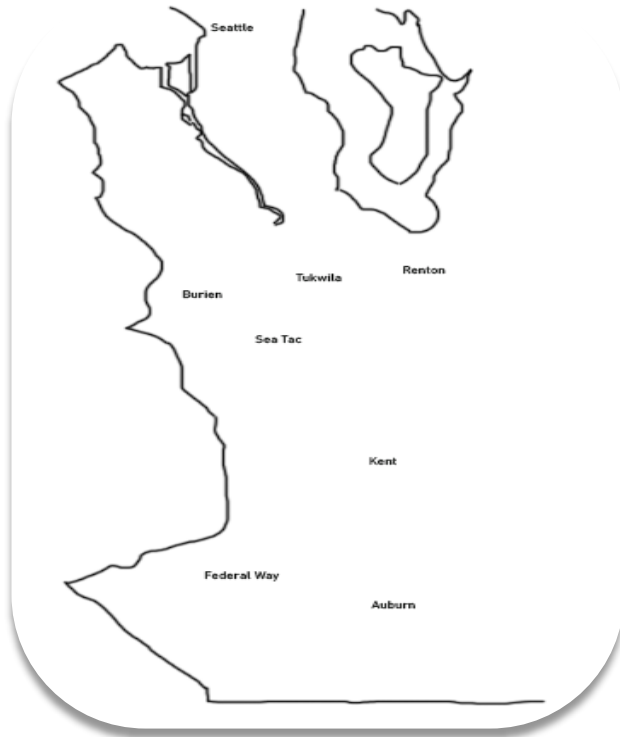 Seattle
Renton
Tukwila
Burien
Sea Tac
Kent
Federal Way
Auburn